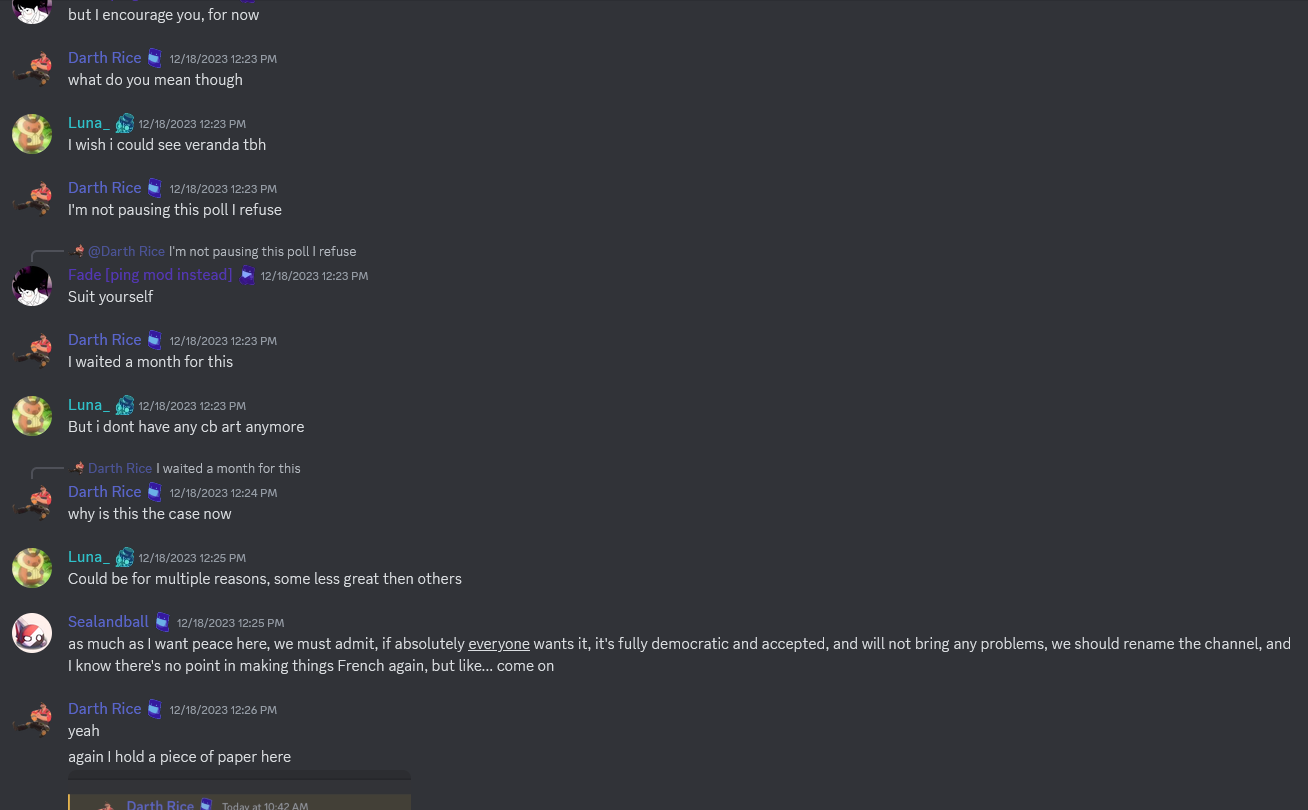 but I encourage you, for now
Darth Rice 12/18/2023 12:23 PM
what do you mean though
Luna_ 12/18/2023 12:23 PM
I wish i could see veranda tbh
Darth Rice 12/18/2023 12:23 PM
I'm not pausing this poll I refuse
@Darth Rice I'm not pausing this poll I refuse
Fade [ping mod instead] 12/18/2023 12:23 PM
Suit yourself
Darth Rice 12/18/2023 12:23 PM
I waited a month for this
Luna_ 12/18/2023 12:23 PM
But i dont have any cb art anymore
Darth Rice I waited a month for this
Darth Rice 12/18/2023 12:24 PM
why is this the case now
Luna_ 12/18/2023 12:25 PM
Could be for multiple reasons, some less great then others
Sealandball 12/18/2023 12:25 PM
as much as I want peace here, we must admit, if absolutely everyone wants it, it's fully democratic and accepted, and will not bring any problems, we should rename the channel, and
I know there's no point in making things French again, but like... come on
Darth Rice 12/18/2023 12:26 PM
yeah
again I hold a piece of paper here
Darth Rice Today at 10:42 AM